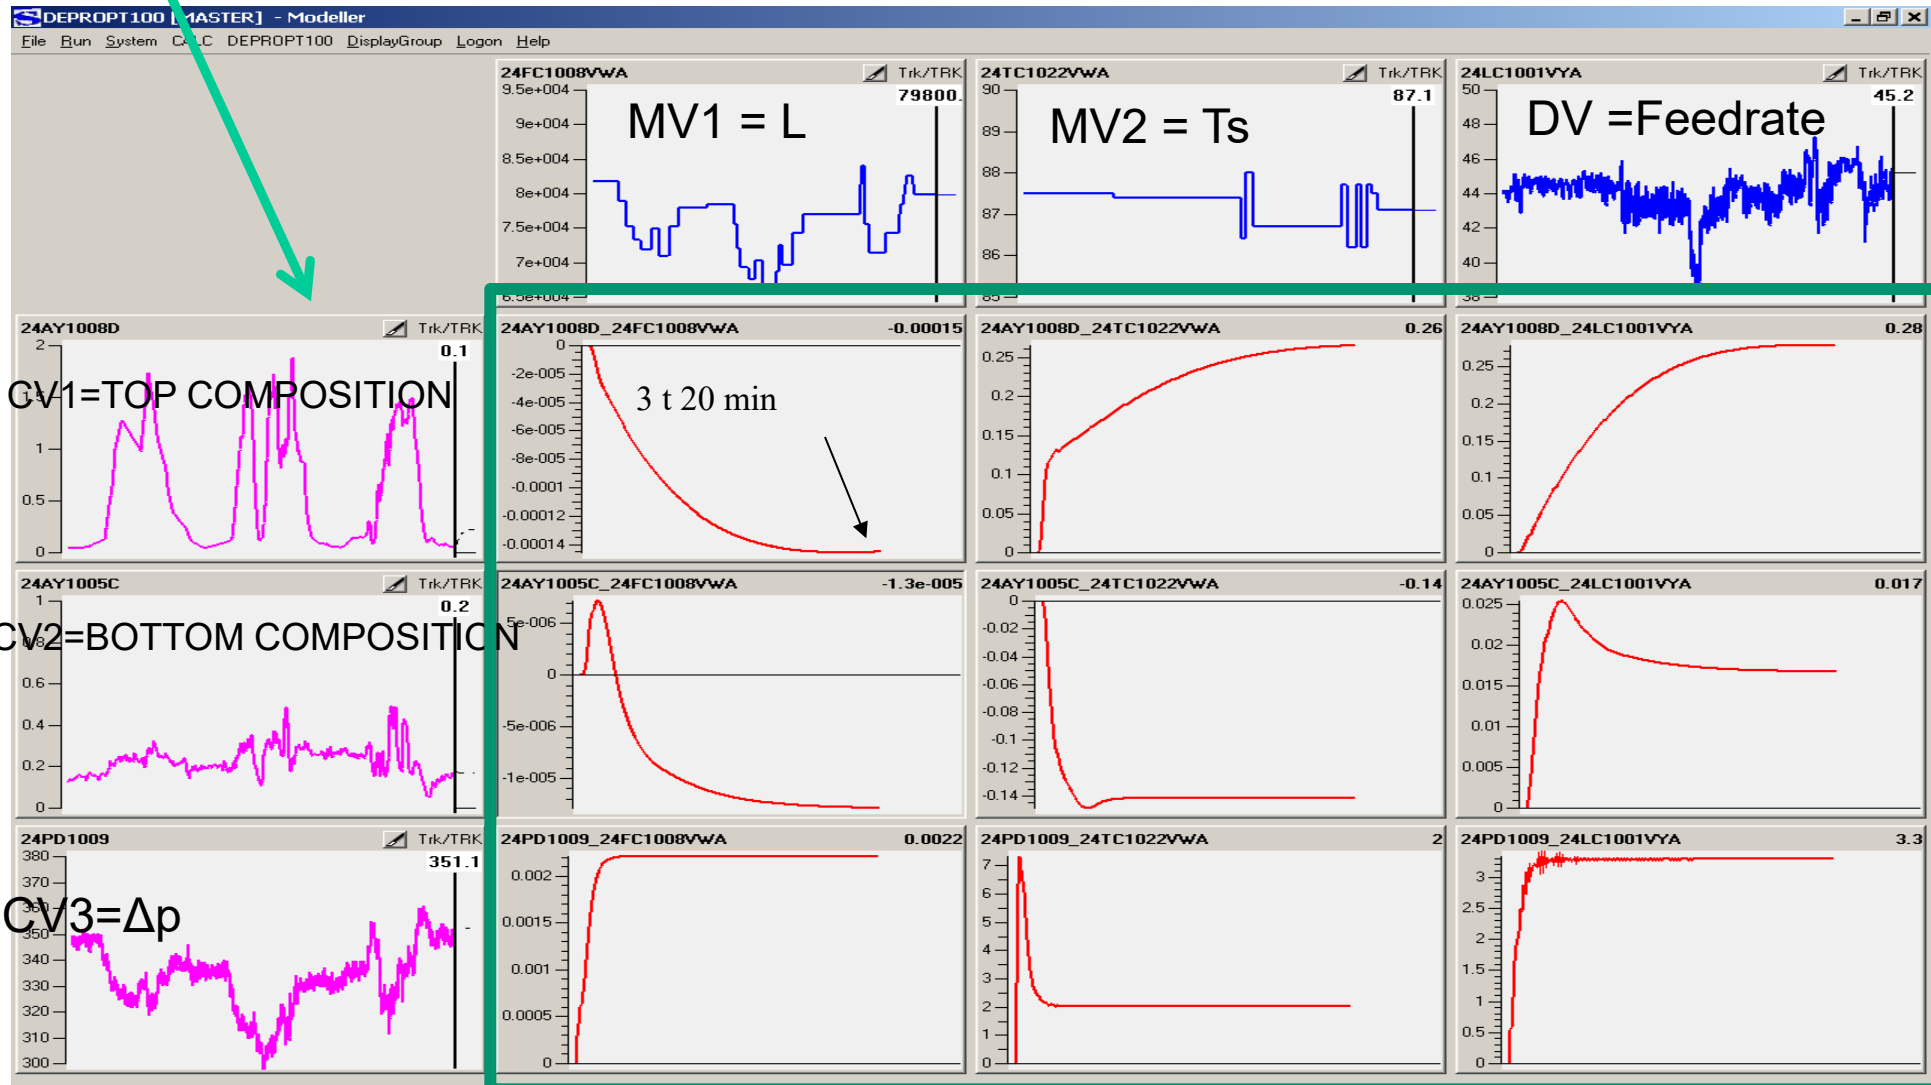 DEPROPT100 [MASTER] - Modeller
File Run System CALC DEPROPT100 DisplayGroup Logon Help
24FC1008VWA Trk/TRK
79800.
9.5e+004
9e+004
8.5e+004
8e+004
7.5e+004
7e+004
6.5e+004
MV1 = L
24TC1022VWA Trk/TRK
87.1
90
89
88
87
86
85
MV2 = Ts
24LC1001VYA Trk/TRK
45.2
50
48
46
44
42
40
38
DV =Feedrate
24AY1008D Trk/TRK
0.1
2
1.5
1
0.5
0
CV1=TOP COMPOSITION
24AY1008D_24FC1008VWA -0.00015
0
-2e-005
-4e-005
-6e-005
-8e-005
-0.0001
-0.00012
-0.00014
3 t 20 min
24AY1008D_24TC1022VWA 0.26
0.25
0.2
0.15
0.1
0.05
0
24AY1008D_24LC1001VYA 0.28
0.25
0.2
0.15
0.1
0.05
0
24AY1005C Trk/TRK
0.2
1
0.8
0.6
0.4
0.2
0
CV2=BOTTOM COMPOSITION
24AY1005C_24FC1008VWA -1.3e-005
5e-006
0
-5e-006
-1e-005
24AY1005C_24TC1022VWA -0.14
0
-0.02
-0.04
-0.06
-0.08
-0.1
-0.12
-0.14
24AY1005C_24LC1001VYA 0.017
0.025
0.02
0.015
0.01
0.005
0
24PD1009 Trk/TRK
351.1
380
370
360
350
340
330
320
310
300
CV3=Δp
24PD1009_24FC1008VWA 0.0022
0.002
0.0015
0.001
0.0005
0
24PD1009_24TC1022VWA 2
7
6
5
4
3
2
1
0
24PD1009_24LC1001VYA 3.3
3
2.5
2
1.5
1
0.5
0